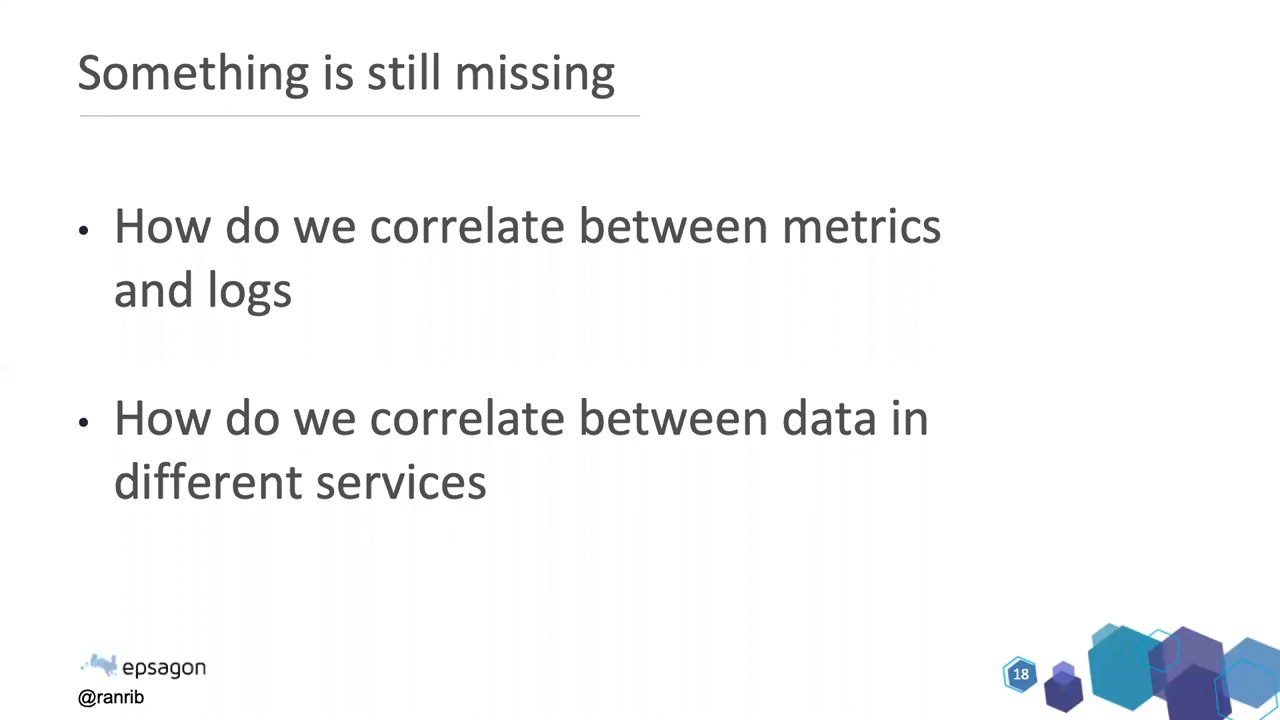 Something is still missing
• How do we correlate between metrics
and logs
• How do we correlate between data in
different services
epsagon
@ranrib
18